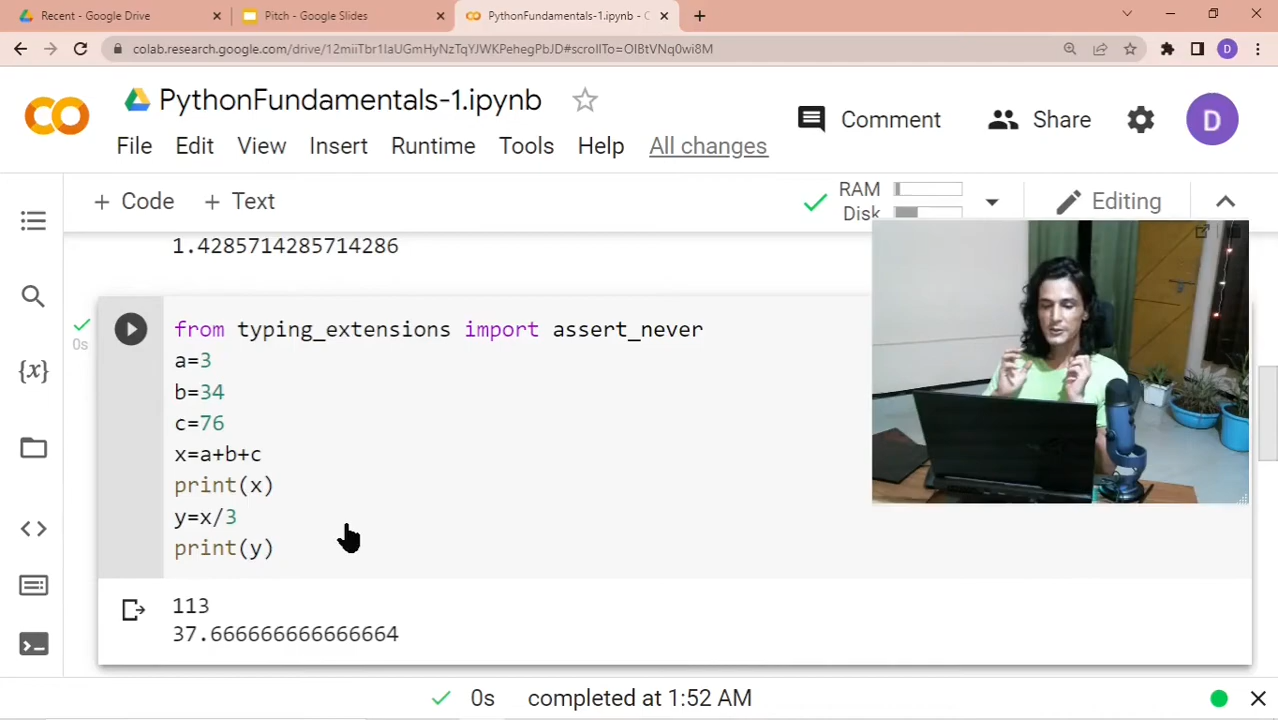 Recent - Google Drive
Pitch - Google Slides
PythonFundamentals-1.ipynb - C
colab.research.google.com/drive/12miiTbr1IaUGmHyNzTqYJWKPehegPbJD#scrollTo=OlBtVNq0wi8M
D
PythonFundamentals-1.ipynb
Comment
Share
D
File Edit View Insert Runtime Tools Help All changes
+ Code + Text
RAM
Disk
Editing
1.4285714285714286
{x}
0s
from typing_extensions import assert_never
a=3
b=34
c=76
x=a+b+c
print(x)
y=x/3
print(y)
113
37.666666666666664
0s completed at 1:52 AM